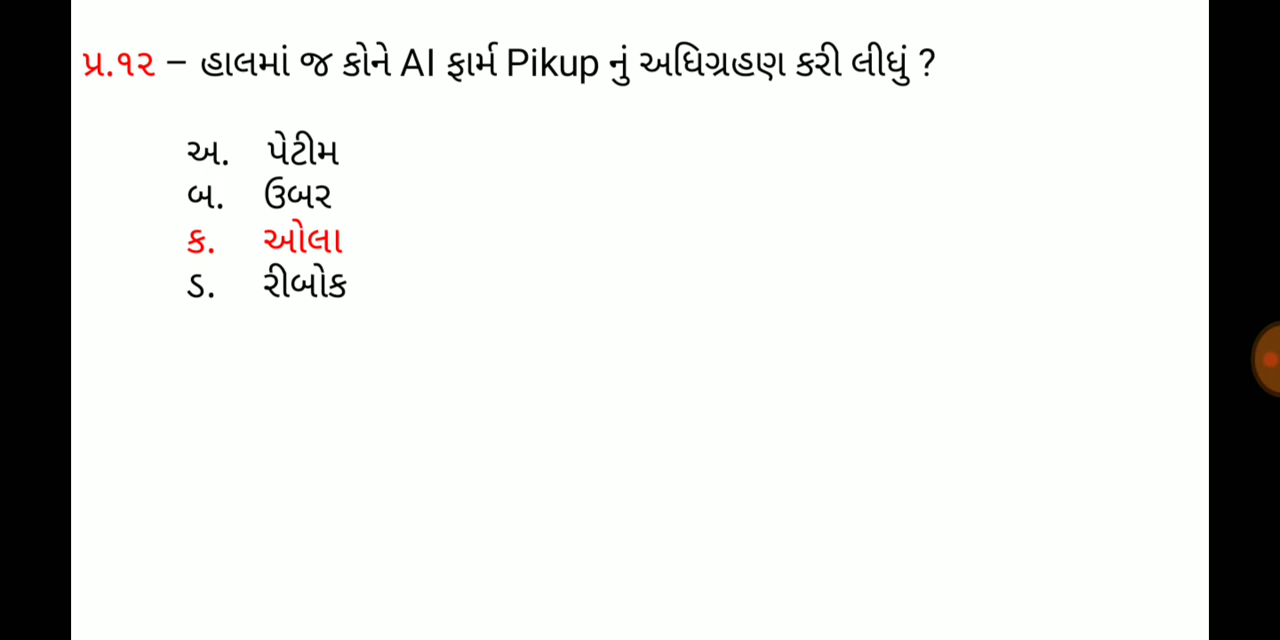 પ્ર.૧૨ – હાલમાં જ કોને AI ફાર્મ Pikup નું અધિગ્રહણ કરી લીધું ?
અ. પેટીમ
બ. ઉબર
ક. ઓલા
ડ. રીબોક